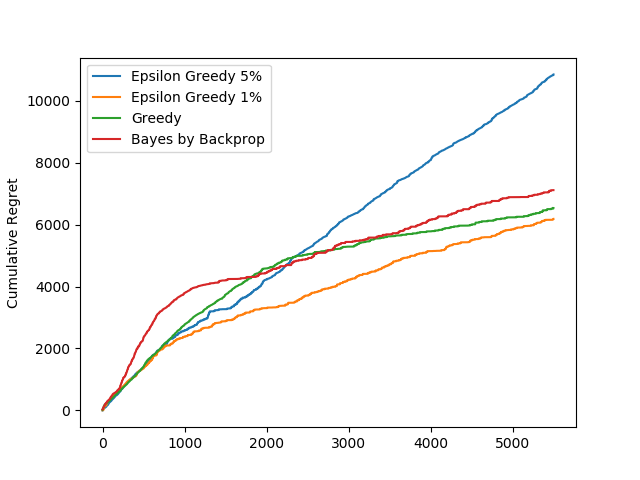 Epsilon Greedy 5%
Epsilon Greedy 1%
Greedy
Bayes by Backprop
Cumulative Regret
10000
8000
6000
4000
2000
0
0 1000 2000 3000 4000 5000